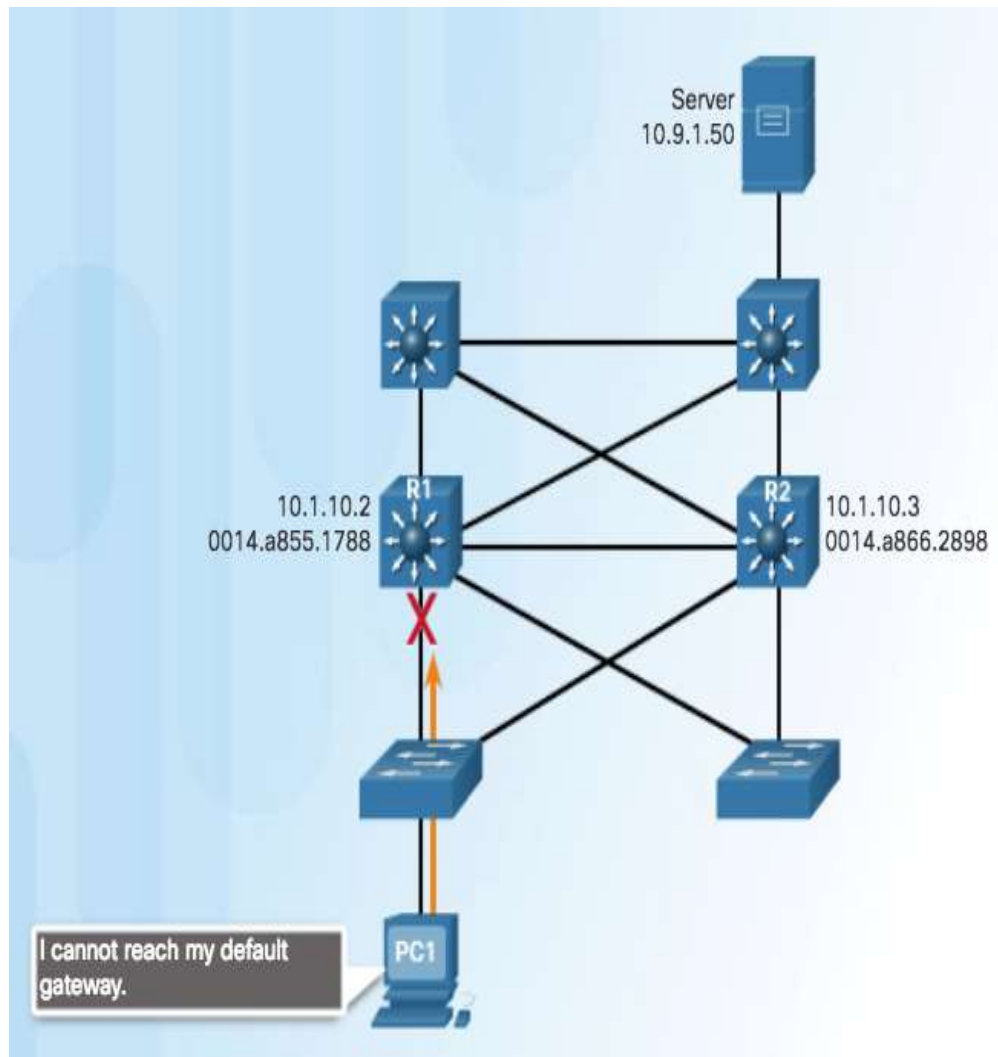 Server
10.9.1.50
R1
10.1.10.2
0014.a855.1788
R2
10.1.10.3
0014.a866.2898
X
I cannot reach my default
gateway.
PC1